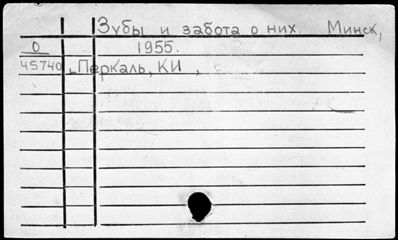 Зубы и забота о них. Минск,
0 1955.
45740 Перкаль, КИ,